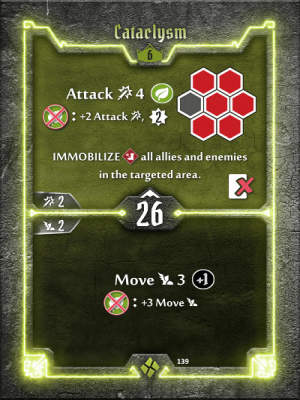 Cataclysm
6
Attack 4
: +2 Attack ,
2
IMMOBILIZE all allies and enemies
in the targeted area.
2
26
2
Move 3 +1
: +3 Move
139